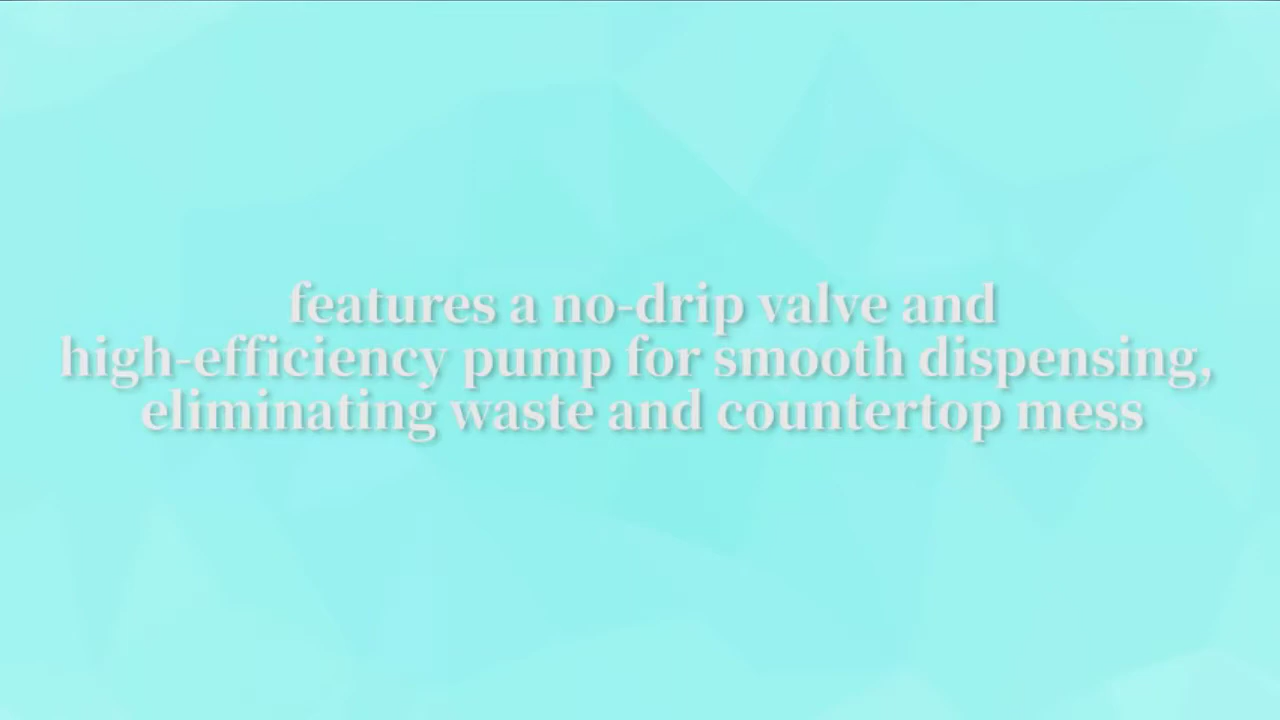 features a no-drip valve and
high-efficiency pump for smooth dispensing,
eliminating waste and countertop mess